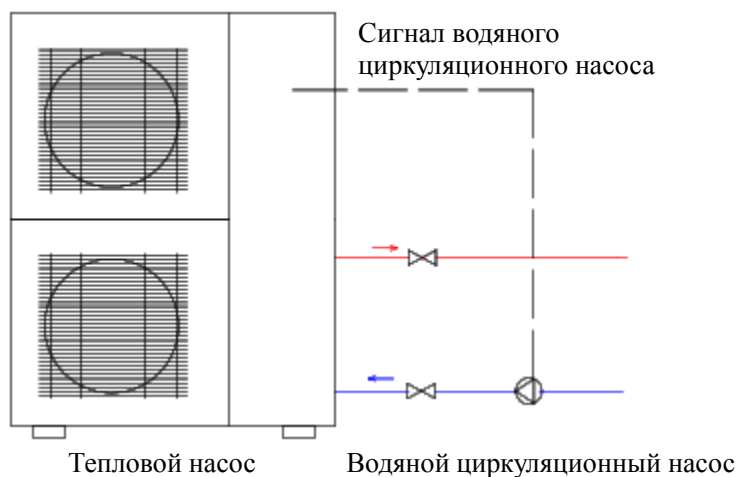 Сигнал водяного
циркуляционного насоса
Тепловой насос
Водяной циркуляционный насос